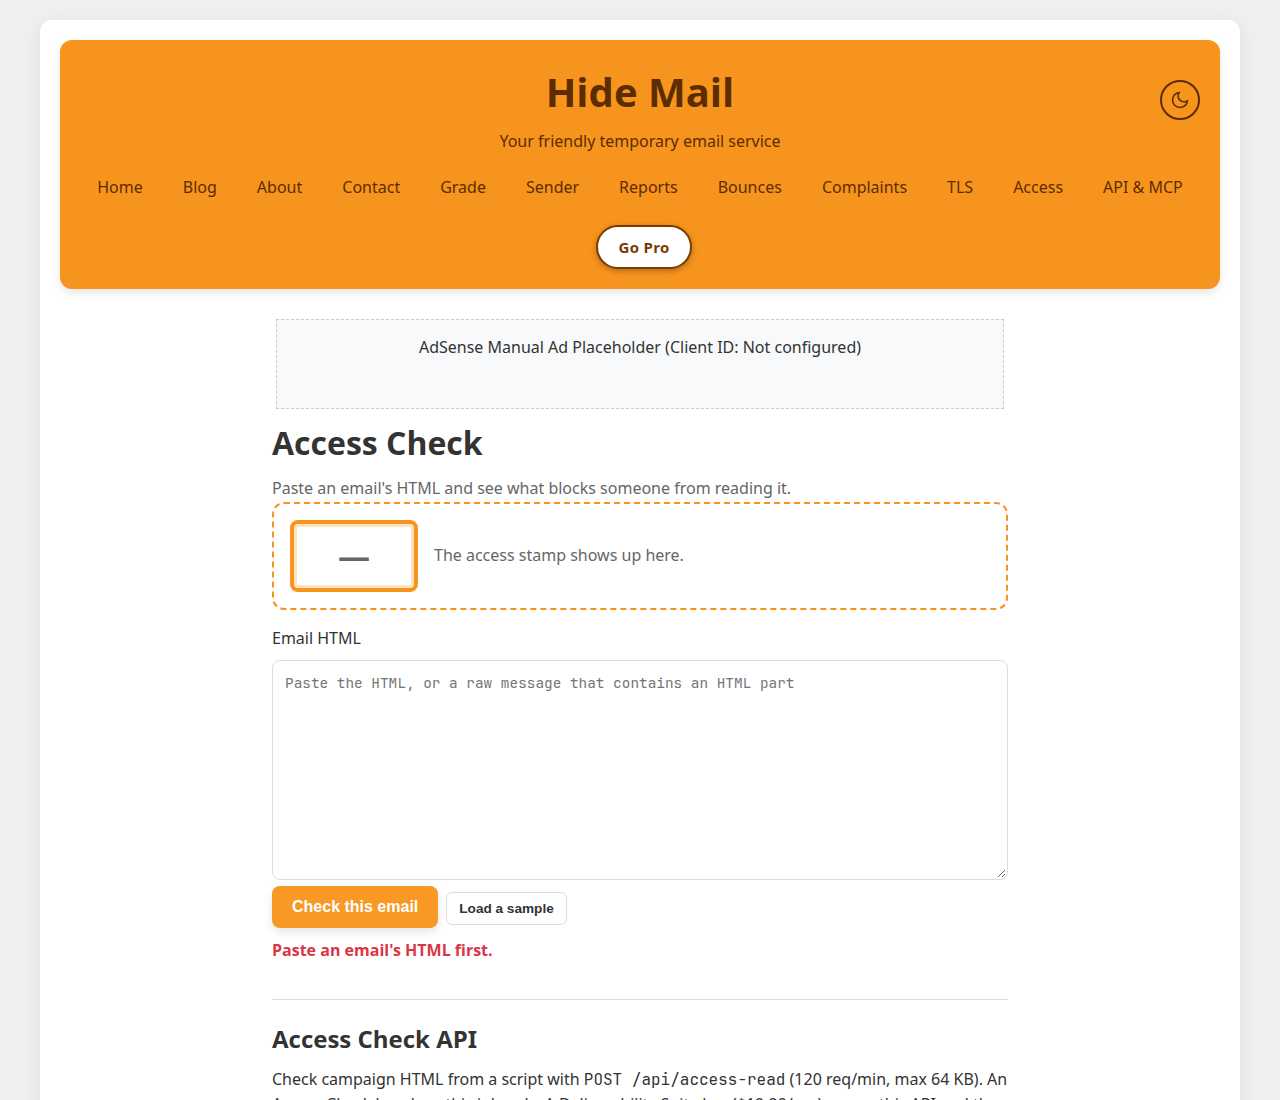 Hide Mail
Your friendly temporary email service
Home Blog About Contact Grade Sender Reports Bounces Complaints TLS Access API & MCP
Go Pro
AdSense Manual Ad Placeholder (Client ID: Not configured)
Access Check
Paste an email's HTML and see what blocks someone from reading it.
—
The access stamp shows up here.
Email HTML
Paste the HTML, or a raw message that contains an HTML part
Check this email Load a sample
Paste an email's HTML first.
Access Check API
Check campaign HTML from a script with POST /api/access-read (120 req/min, max 64 KB). An